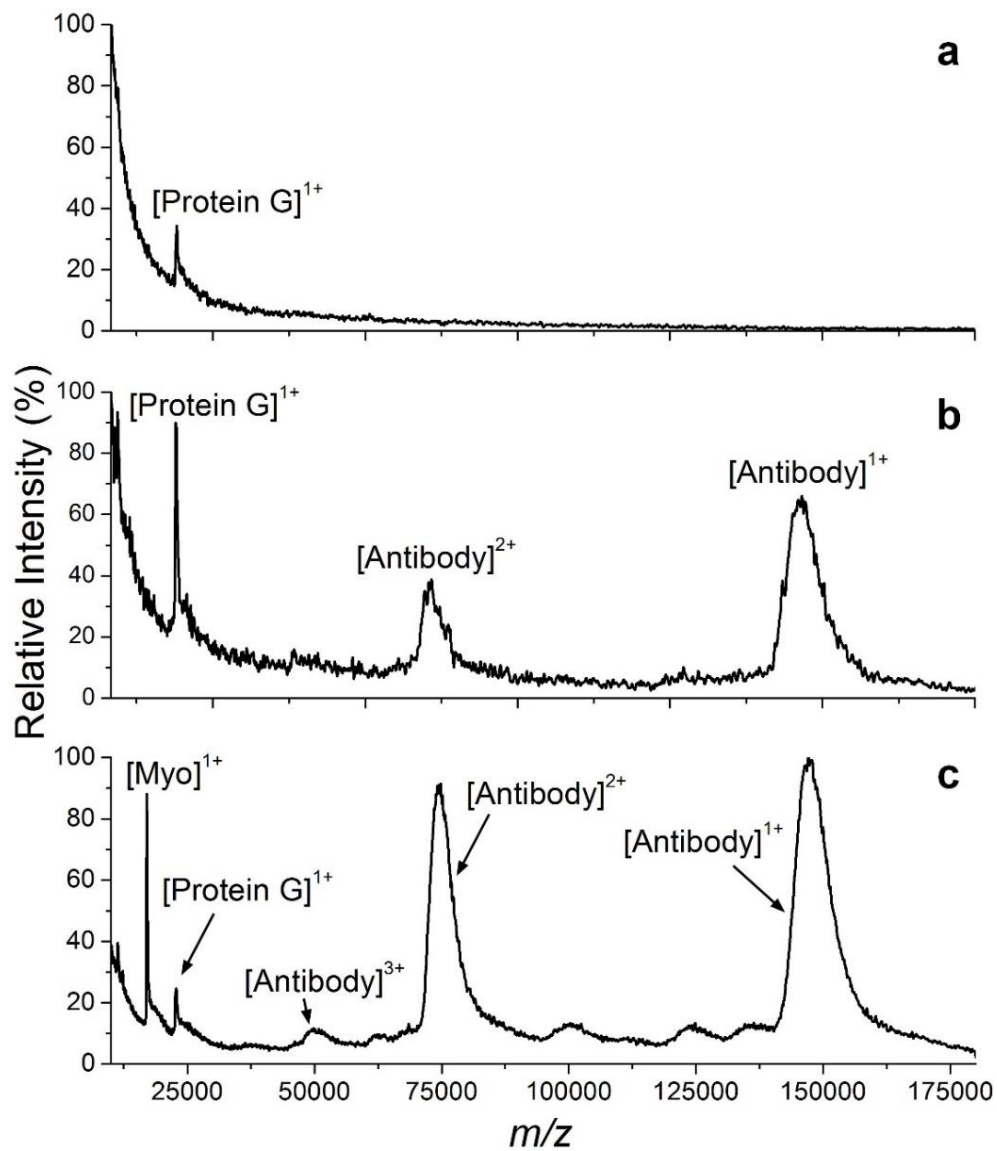 100
80
60
40
20
0
a
[Protein G]1+
100
80
60
40
20
0
b
[Protein G]1+
[Antibody]2+
[Antibody]1+
Relative Intensity (%)
100
80
60
40
20
0
c
[Myo]1+
[Protein G]1+
[Antibody]3+
[Antibody]2+
[Antibody]1+
25000 50000 75000 100000 125000 150000 175000
m/z